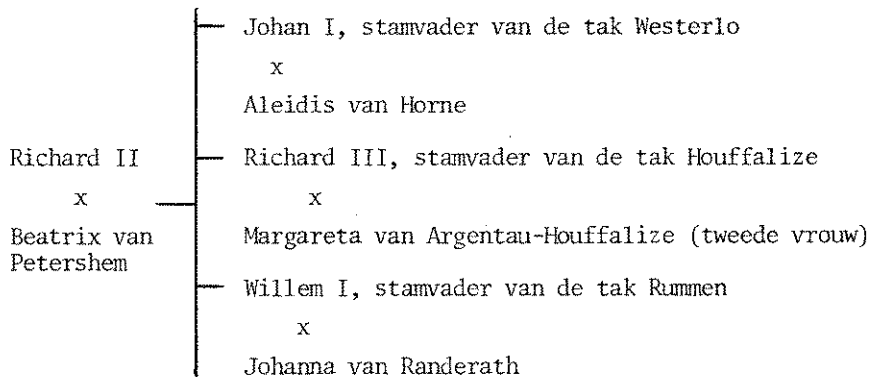 Johan I, stamvader van de tak Westerlo
x
Aleidis van Horne
Richard II
x
Beatrix van
Petershem
Richard III, stamvader van de tak Houffalize
x
Margareta van Argentau-Houffalize (tweede vrouw)
Willem I, stamvader van de tak Rummen
x
Johanna van Randerath